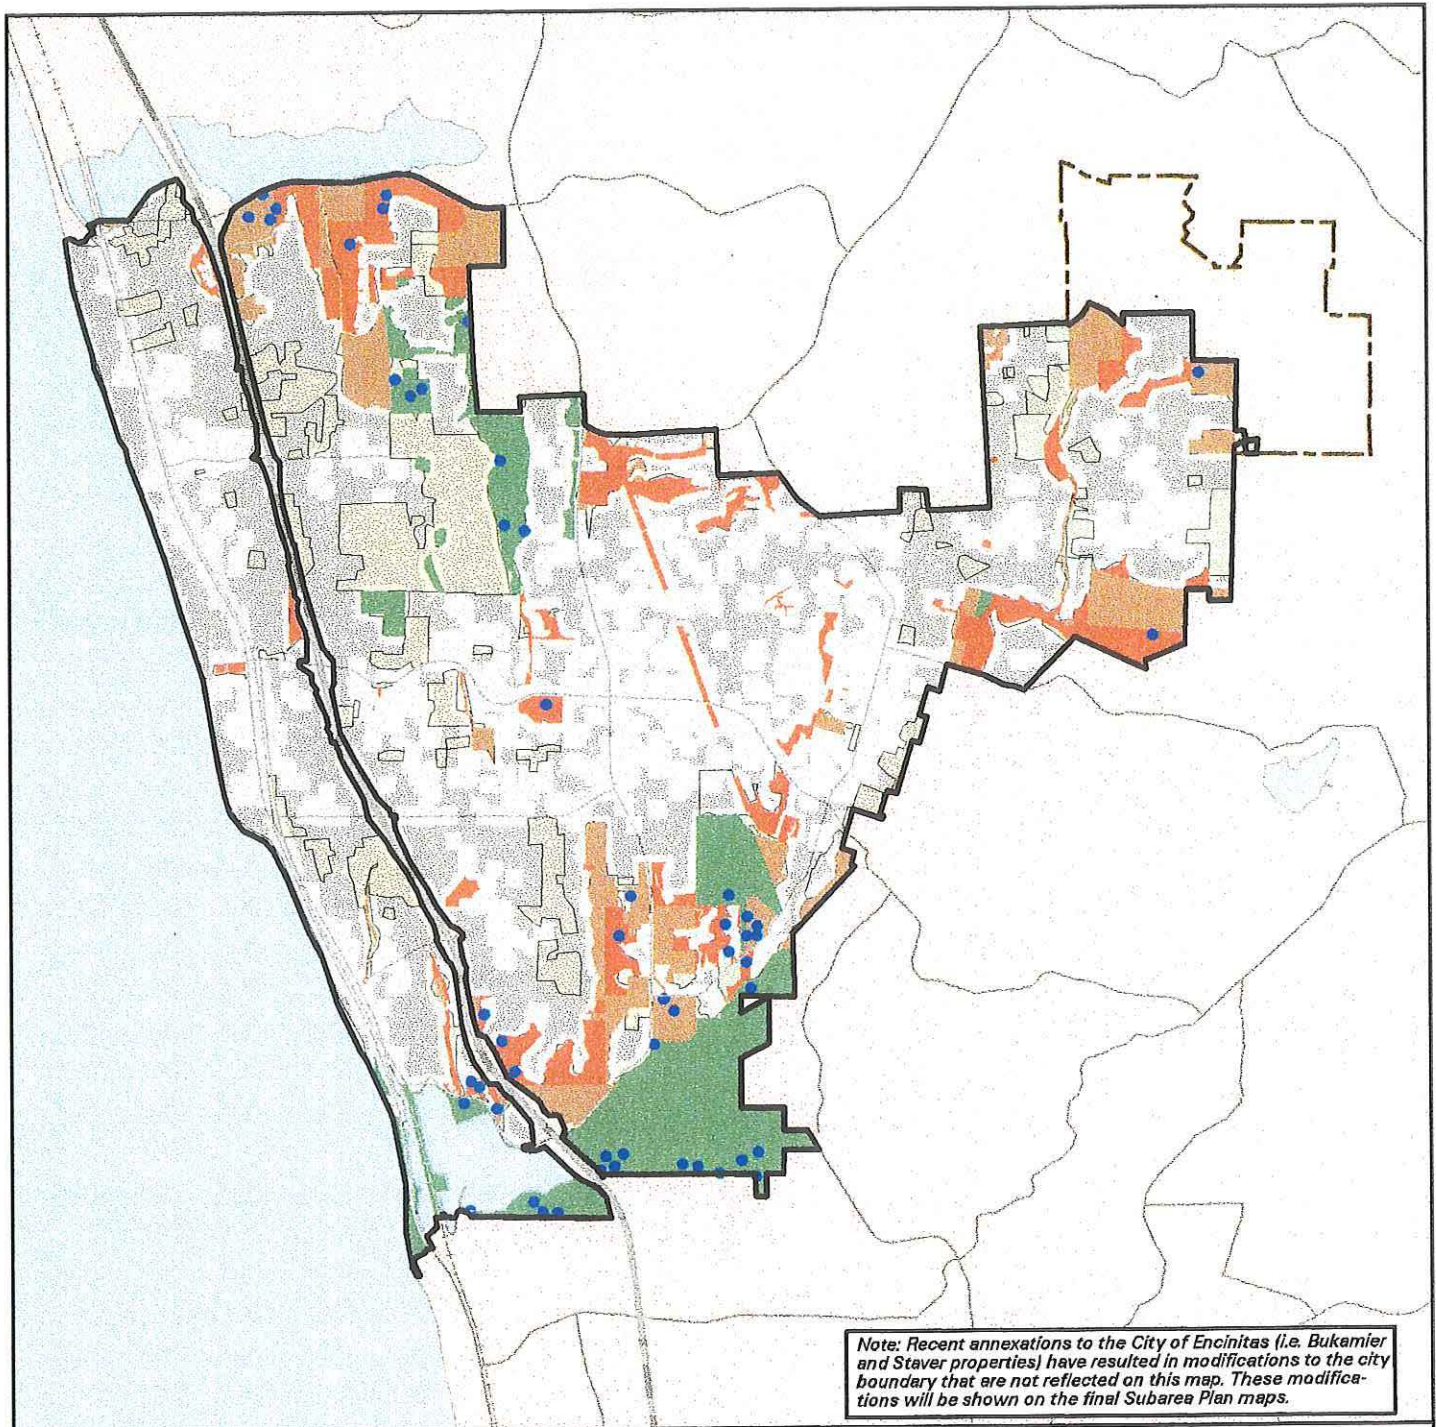 Note: Recent annexations to the City of Encinitas (i.e. Bukamier
and Staver properties) have resulted in modifications to the city
boundary that are not reflected on this map. These modifica-
tions will be shown on the final Subarea Plan maps.